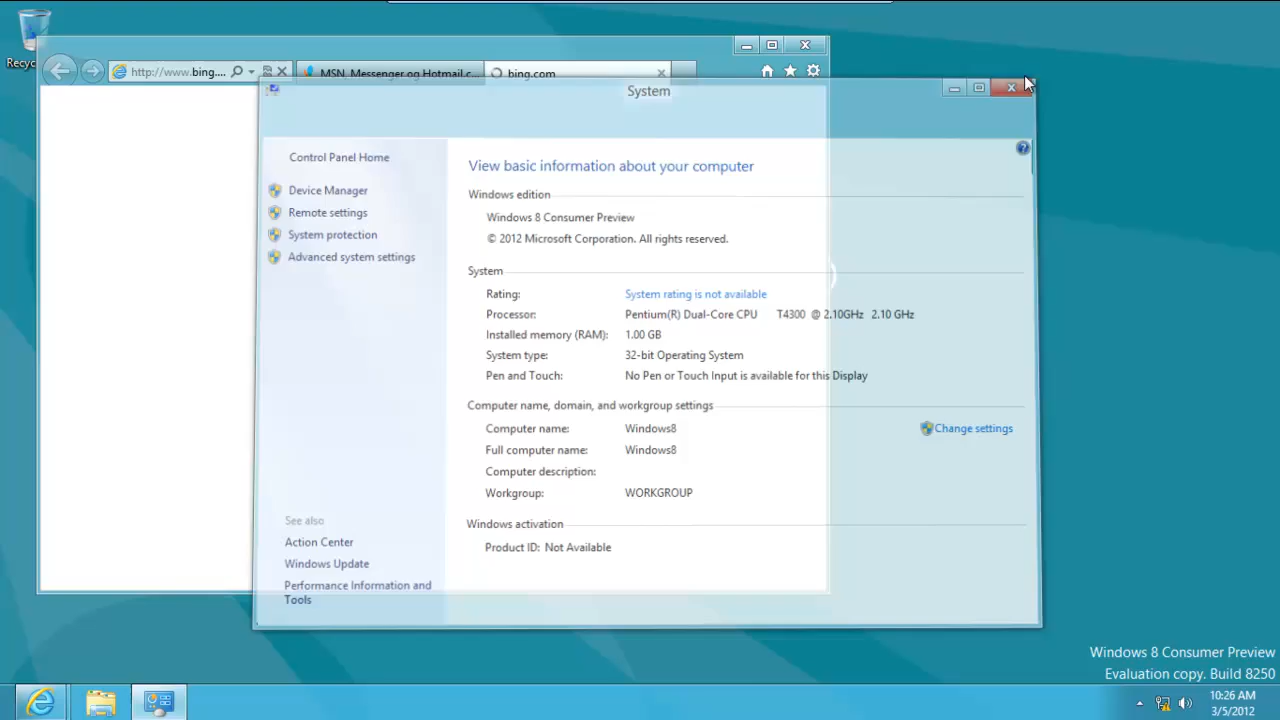 Recyc
http://www.bing....
MSN, Messenger og Hotmail c...
bing.com
System
Control Panel Home
Device Manager
Remote settings
System protection
Advanced system settings
View basic information about your computer
Windows edition
Windows 8 Consumer Preview
© 2012 Microsoft Corporation. All rights reserved.
System
Rating: System rating is not available
Processor: Pentium(R) Dual-Core CPU T4300 @ 2.10GHz 2.10 GHz
Installed memory (RAM): 1.00 GB
System type: 32-bit Operating System
Pen and Touch: No Pen or Touch Input is available for this Display
Computer name, domain, and workgroup settings
Computer name: Windows8
Change settings
Full computer name: Windows8
Computer description:
Workgroup: WORKGROUP
Windows activation
Product ID: Not Available
See also
Action Center
Windows Update
Performance Information and
Tools
Windows 8 Consumer Preview
Evaluation copy. Build 8250
10:26 AM
3/5/2012